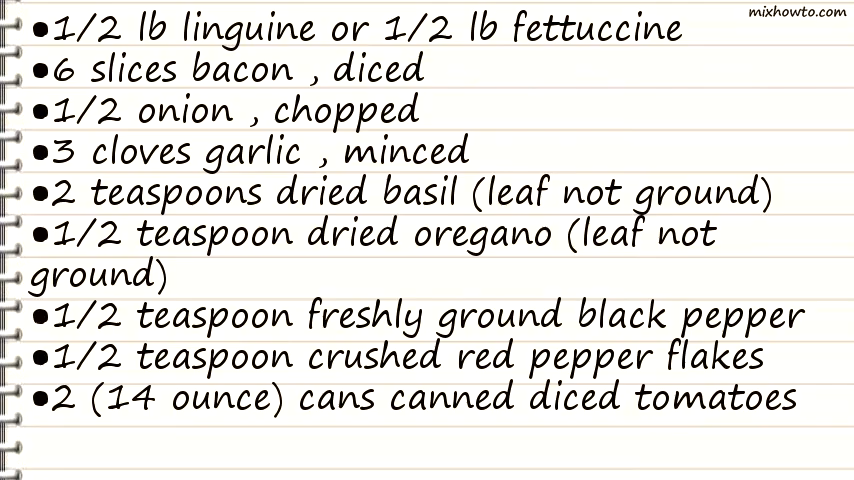 mixhowto.com
•1/2 lb linguine or 1/2 lb fettuccine
•6 slices bacon , diced
•1/2 onion , chopped
•3 cloves garlic , minced
•2 teaspoons dried basil (leaf not ground)
•1/2 teaspoon dried oregano (leaf not
ground)
•1/2 teaspoon freshly ground black pepper
•1/2 teaspoon crushed red pepper flakes
•2 (14 ounce) cans canned diced tomatoes